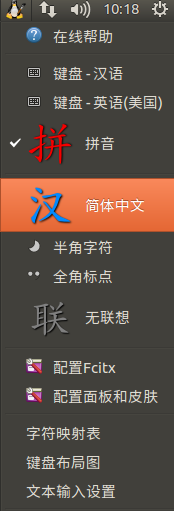 10:18
在线帮助
键盘-汉语
键盘-英语(美国)
拼 拼音
汉 简体中文
半角字符
全角标点
联 无联想
配置Fcitx
配置面板和皮肤
字符映射表
键盘布局图
文本输入设置